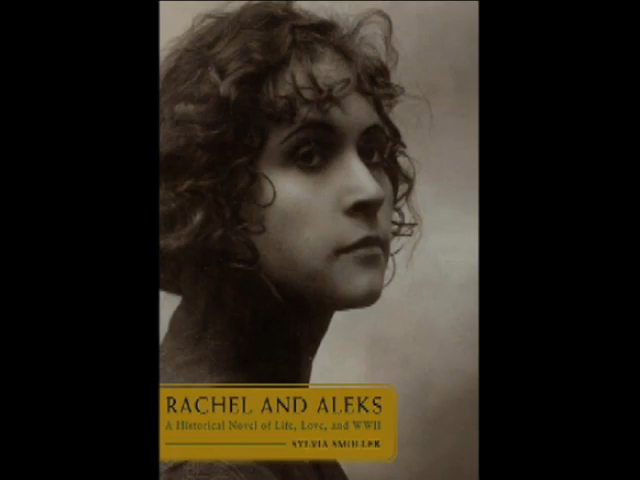 RACHEL AND ALEKS
A Historical Novel of Life, Love, and WWII
SYLVIA SMOLLER